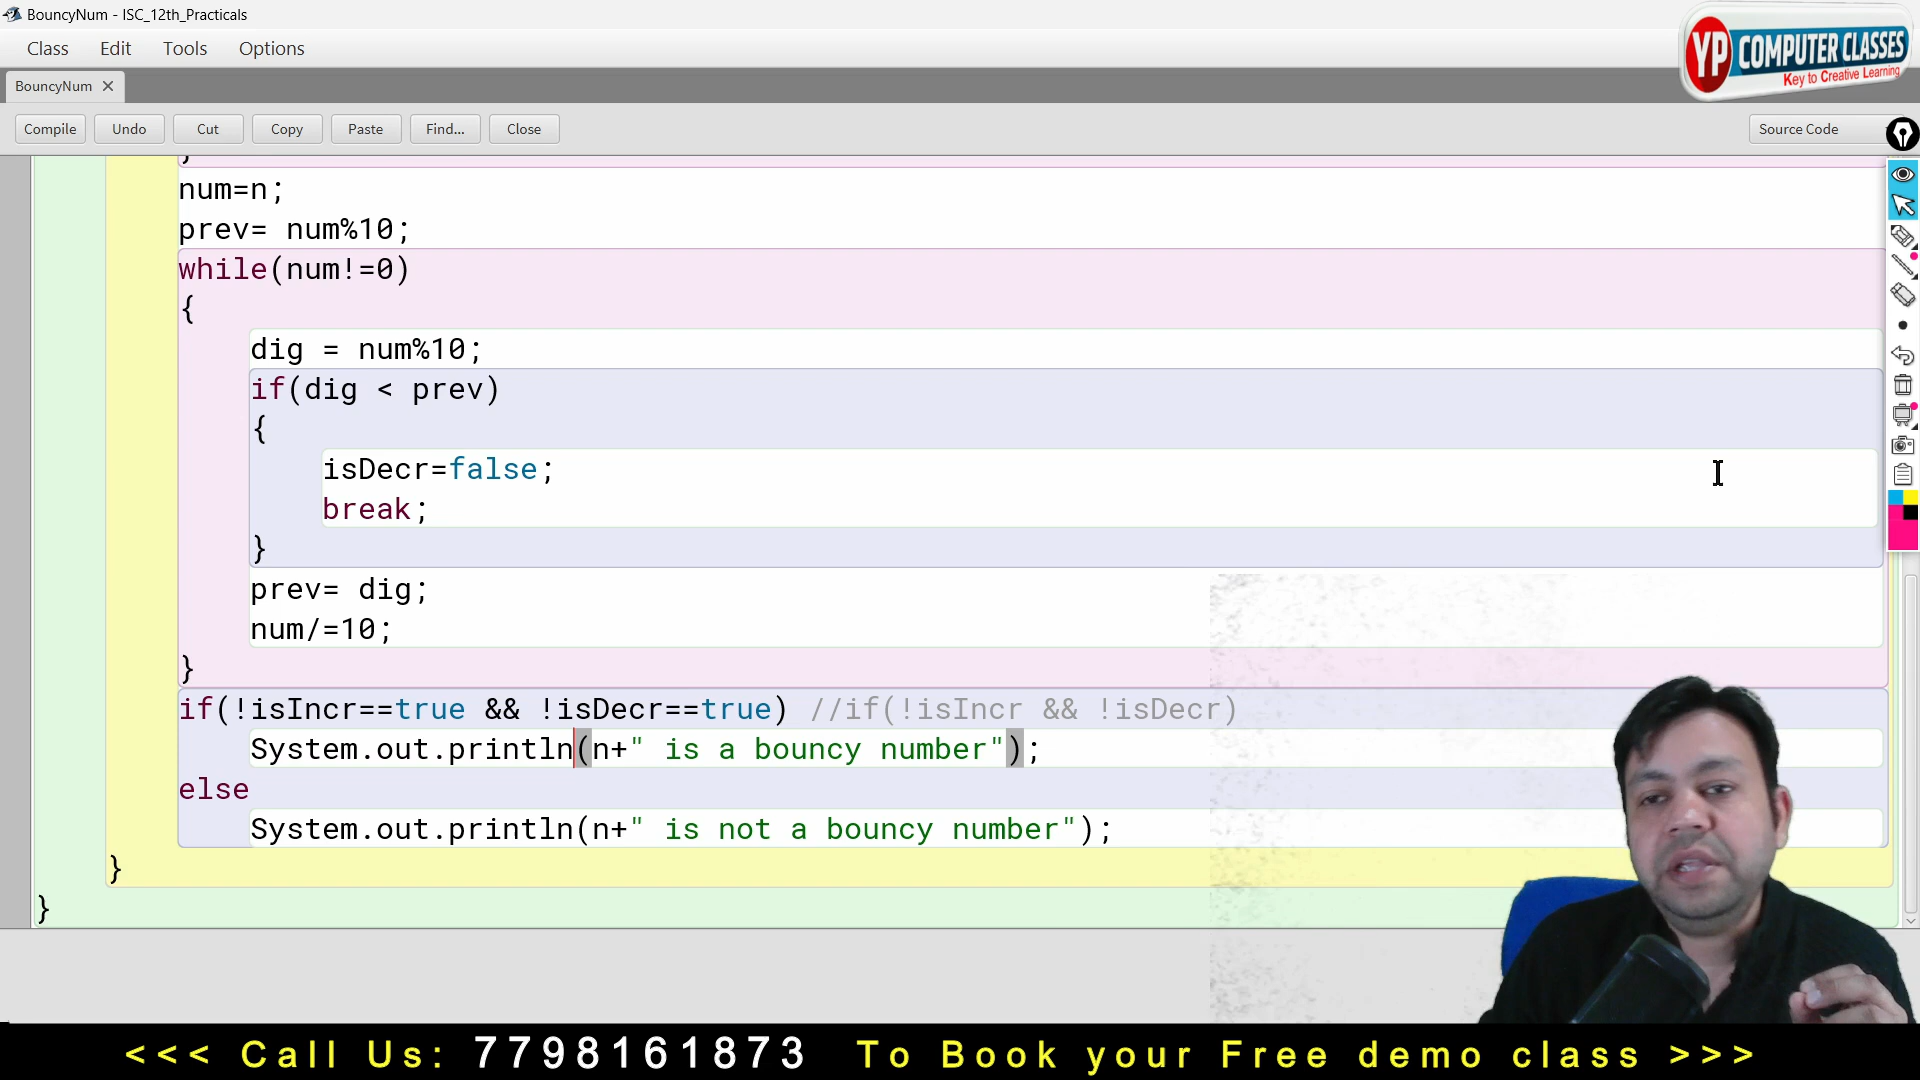 BouncyNum - ISC_12th_Practicals
YP COMPUTER CLASSES
Key to Creative Learning
Class Edit Tools Options
BouncyNum ×
Compile Undo Cut Copy Paste Find... Close Source Code
}
num=n;
prev= num%10;
while(num!=0)
{
dig = num%10;
if(dig < prev)
{
isDecr=false;
break;
}
prev= dig;
num/=10;
}
if(!isIncr==true && !isDecr==true) //if(!isIncr && !isDecr)
System.out.println(n+" is a bouncy number");
else
System.out.println(n+" is not a bouncy number");
}
}
<<< Call Us: 7798161873 To Book your Free demo class >>>